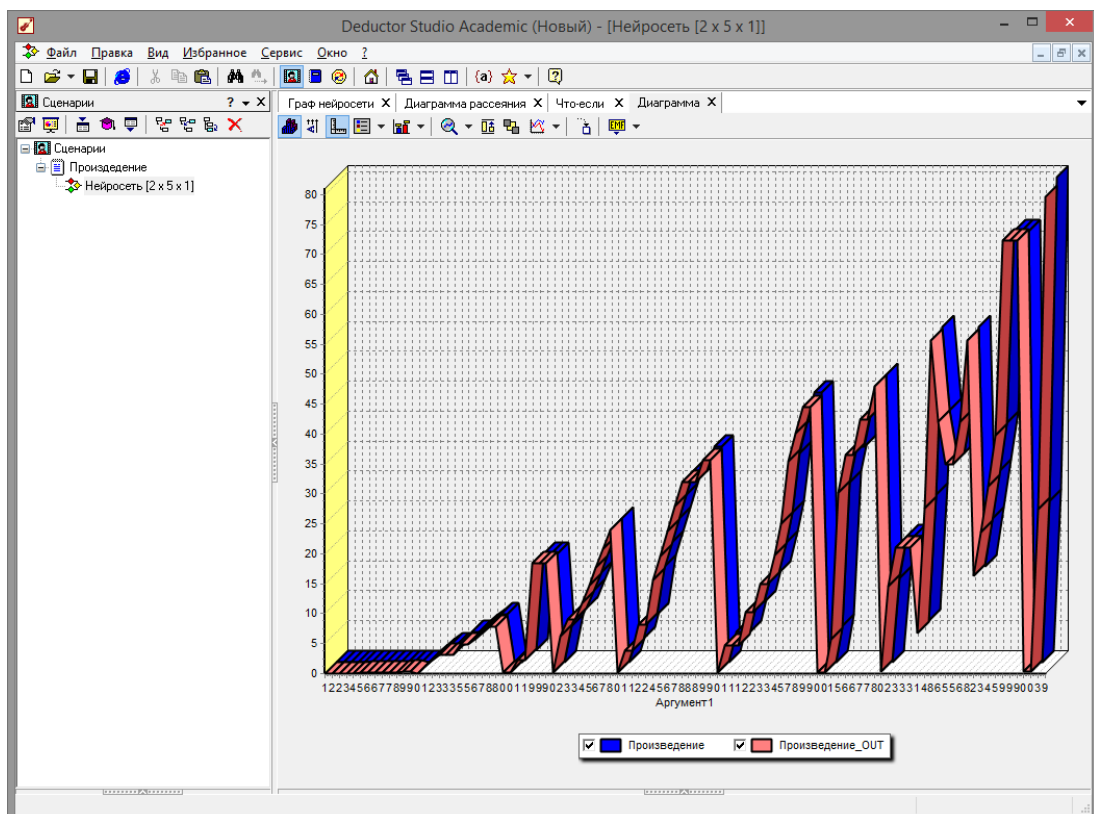 Deductor Studio Academic (Новый) - [Нейросеть [2 x 5 x 1]]
Файл Правка Вид Избранное Сервис Окно ?
Сценарии
Сценарии
Произдедение
Нейросеть [2 x 5 x 1]
Граф нейросети X Диаграмма рассеяния X Что-если X Диаграмма X
80
75
70
65
60
55
50
45
40
35
30
25
20
15
10
5
0
Аргумент1
Произведение Произведение_OUT